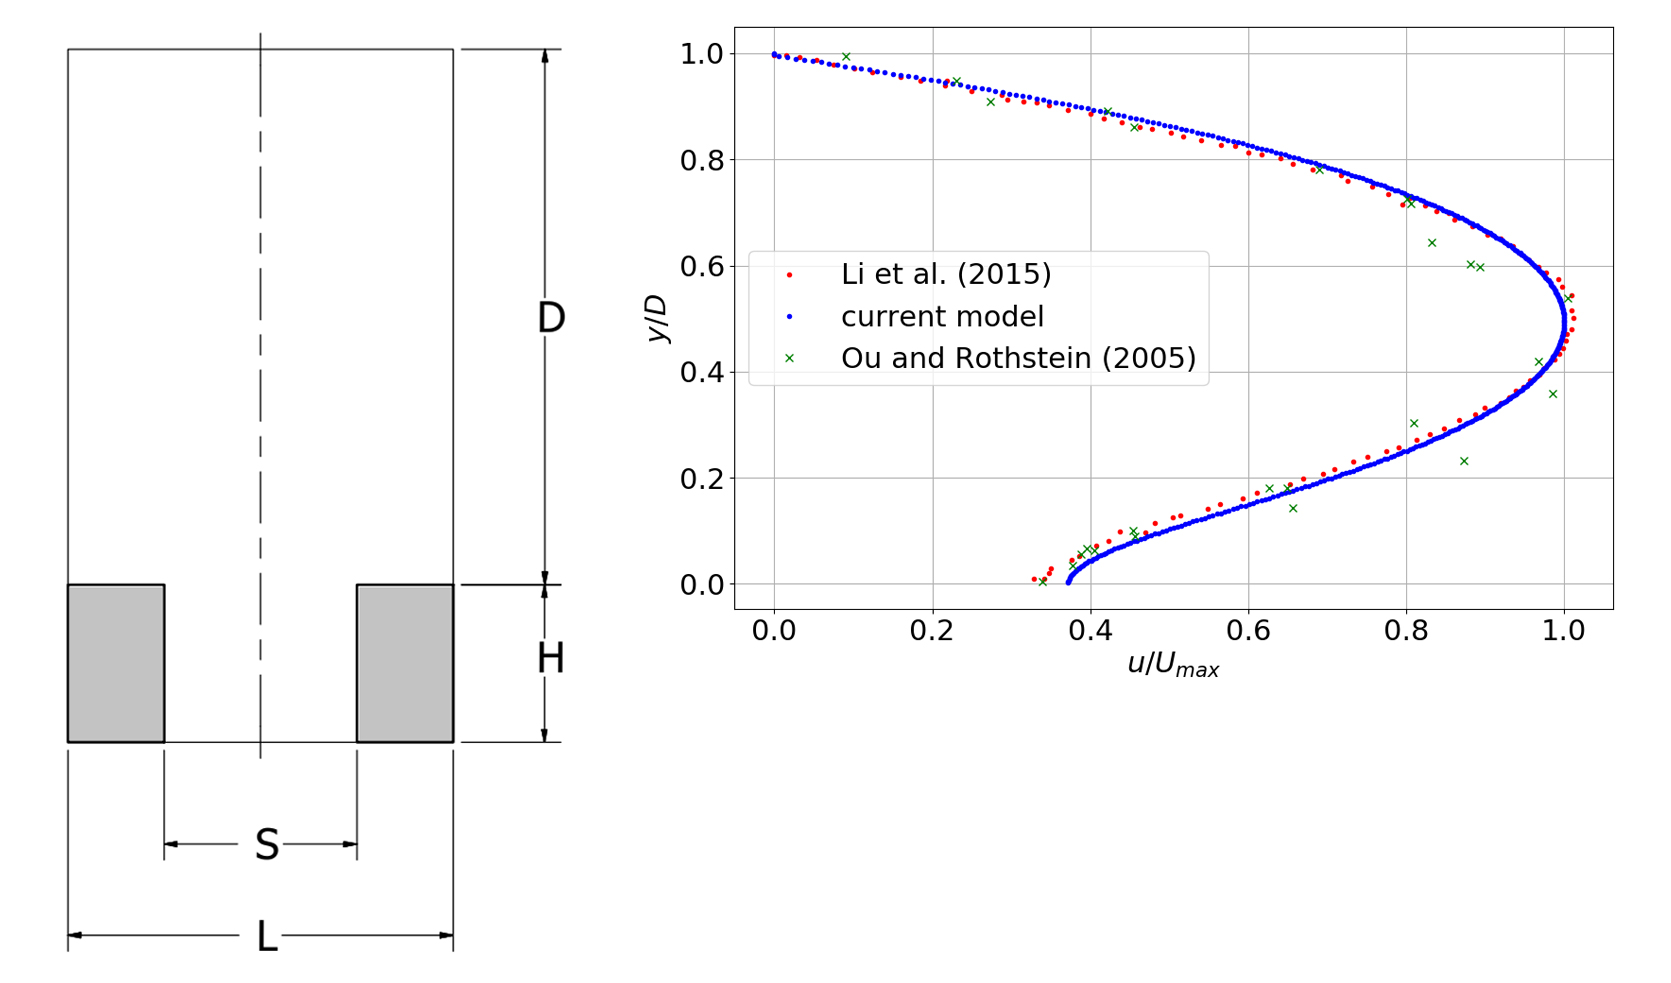 D
H
S
L
1.0
0.8
0.6
0.4
0.2
0.0
y/D
Li et al. (2015)
current model
Ou and Rothstein (2005)
0.0 0.2 0.4 0.6 0.8 1.0
u/U_max